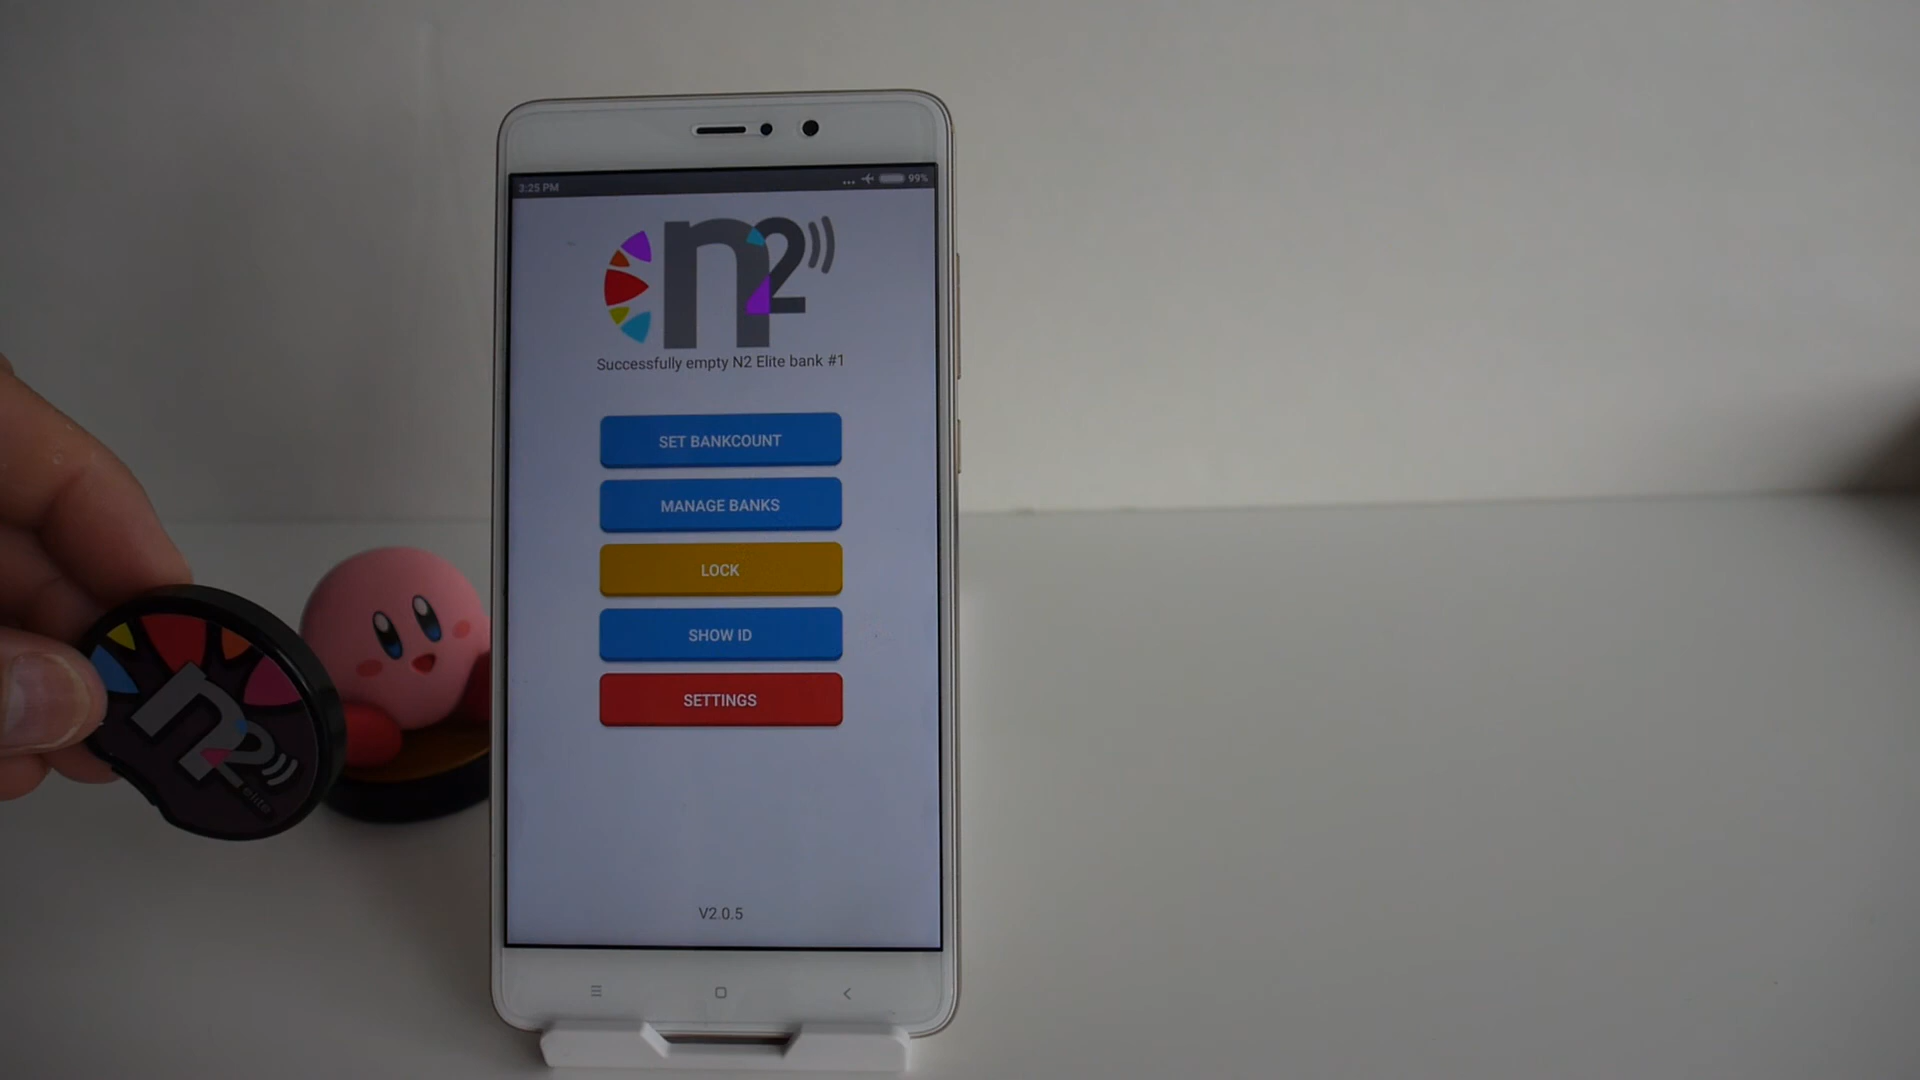 3:25 PM
99%
n2
Successfully empty N2 Elite bank #1
SET BANKCOUNT
MANAGE BANKS
LOCK
SHOW ID
SETTINGS
V2.0.5
n2
elite